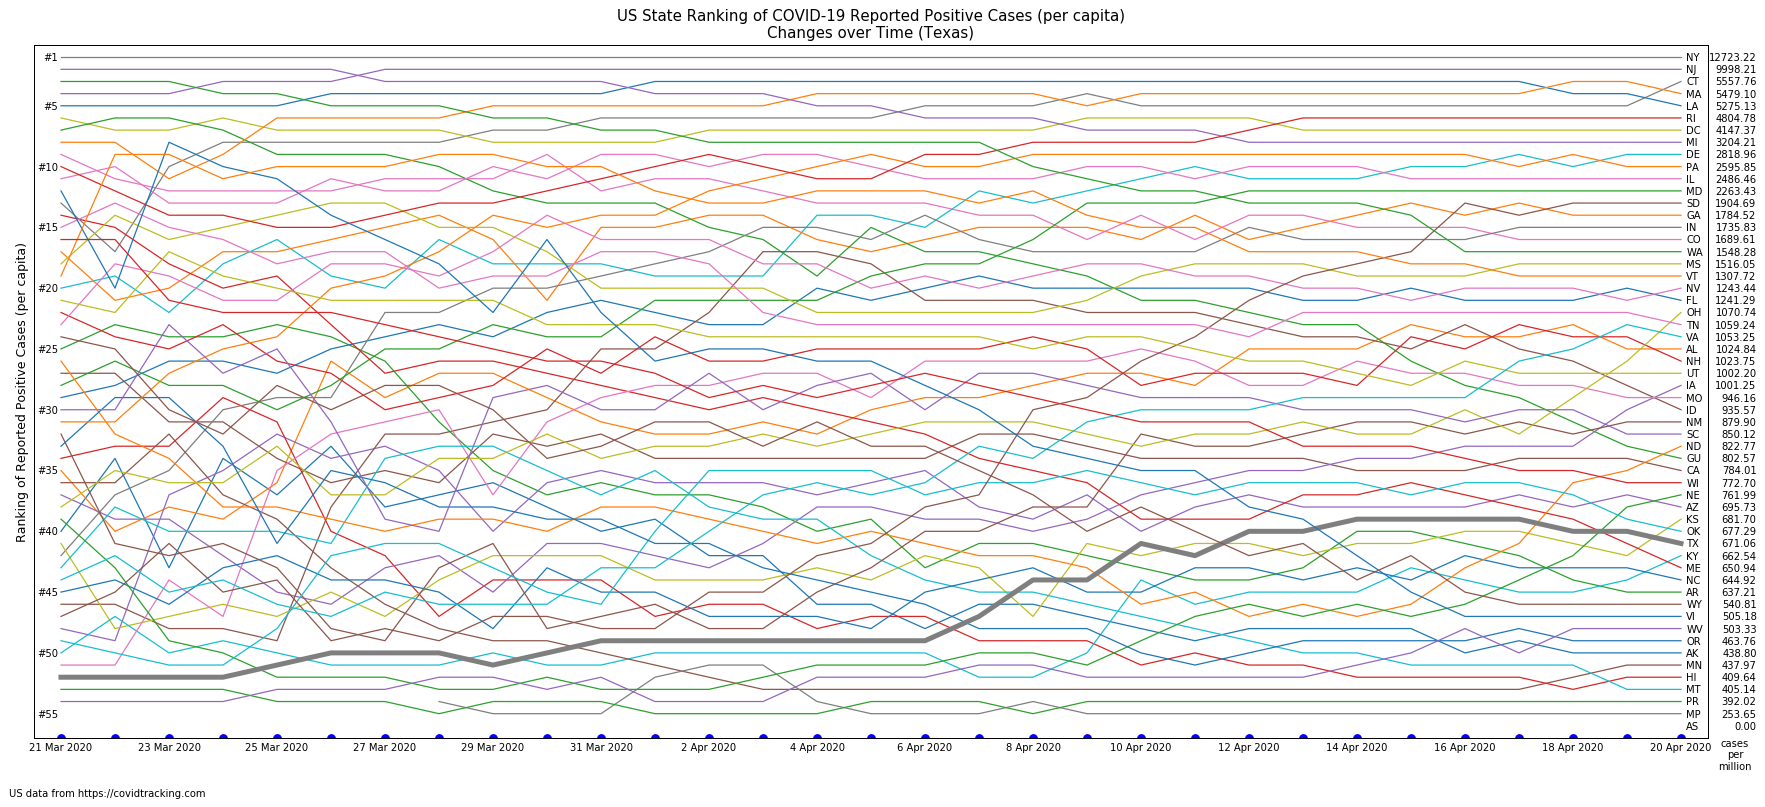 US State Ranking of COVID-19 Reported Positive Cases (per capita)
Changes over Time (Texas)
Ranking of Reported Positive Cases (per capita)
#1
#5
#10
#15
#20
#25
#30
#35
#40
#45
#50
#55
NY 12723.22
NJ 9998.21
CT 5557.76
MA 5479.10
LA 5275.13
RI 4804.78
DC 4147.37
MI 3204.21
DE 2818.96
PA 2595.85
IL 2486.46
MD 2263.43
SD 1904.69
GA 1784.52
IN 1735.83
CO 1689.61
WA 1548.28
MS 1516.05
VT 1307.72
NV 1243.44
FL 1241.29
OH 1070.74
TN 1059.24
VA 1053.25
AL 1024.84
NH 1023.75
UT 1002.20
IA 1001.25
MO 946.16
ID 935.57
NM 879.90
SC 850.12
ND 822.77
GU 802.57
CA 784.01
WI 772.70
NE 761.99
AZ 695.73
KS 681.70
OK 677.29
TX 671.06
KY 662.54
ME 650.94
NC 644.92
AR 637.21
WY 540.81
VI 505.18
WV 503.33
OR 463.76
AK 438.80
MN 437.97
HI 409.64
MT 405.14
PR 392.02
MP 253.65
AS 0.00
21 Mar 2020 23 Mar 2020 25 Mar 2020 27 Mar 2020 29 Mar 2020 31 Mar 2020 2 Apr 2020 4 Apr 2020 6 Apr 2020 8 Apr 2020 10 Apr 2020 12 Apr 2020 14 Apr 2020 16 Apr 2020 18 Apr 2020 20 Apr 2020
cases
per
million
US data from https://covidtracking.com